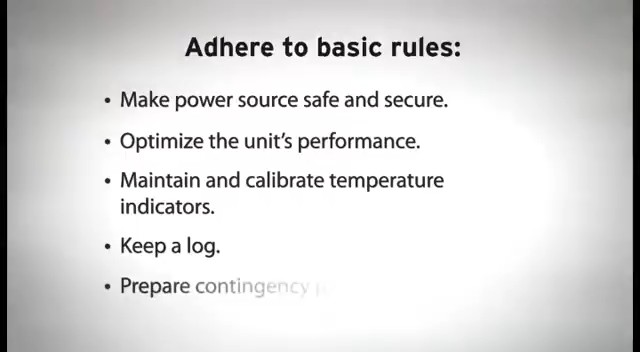 Adhere to basic rules:
• Make power source safe and secure.
• Optimize the unit's performance.
• Maintain and calibrate temperature
indicators.
• Keep a log.
• Prepare contingency